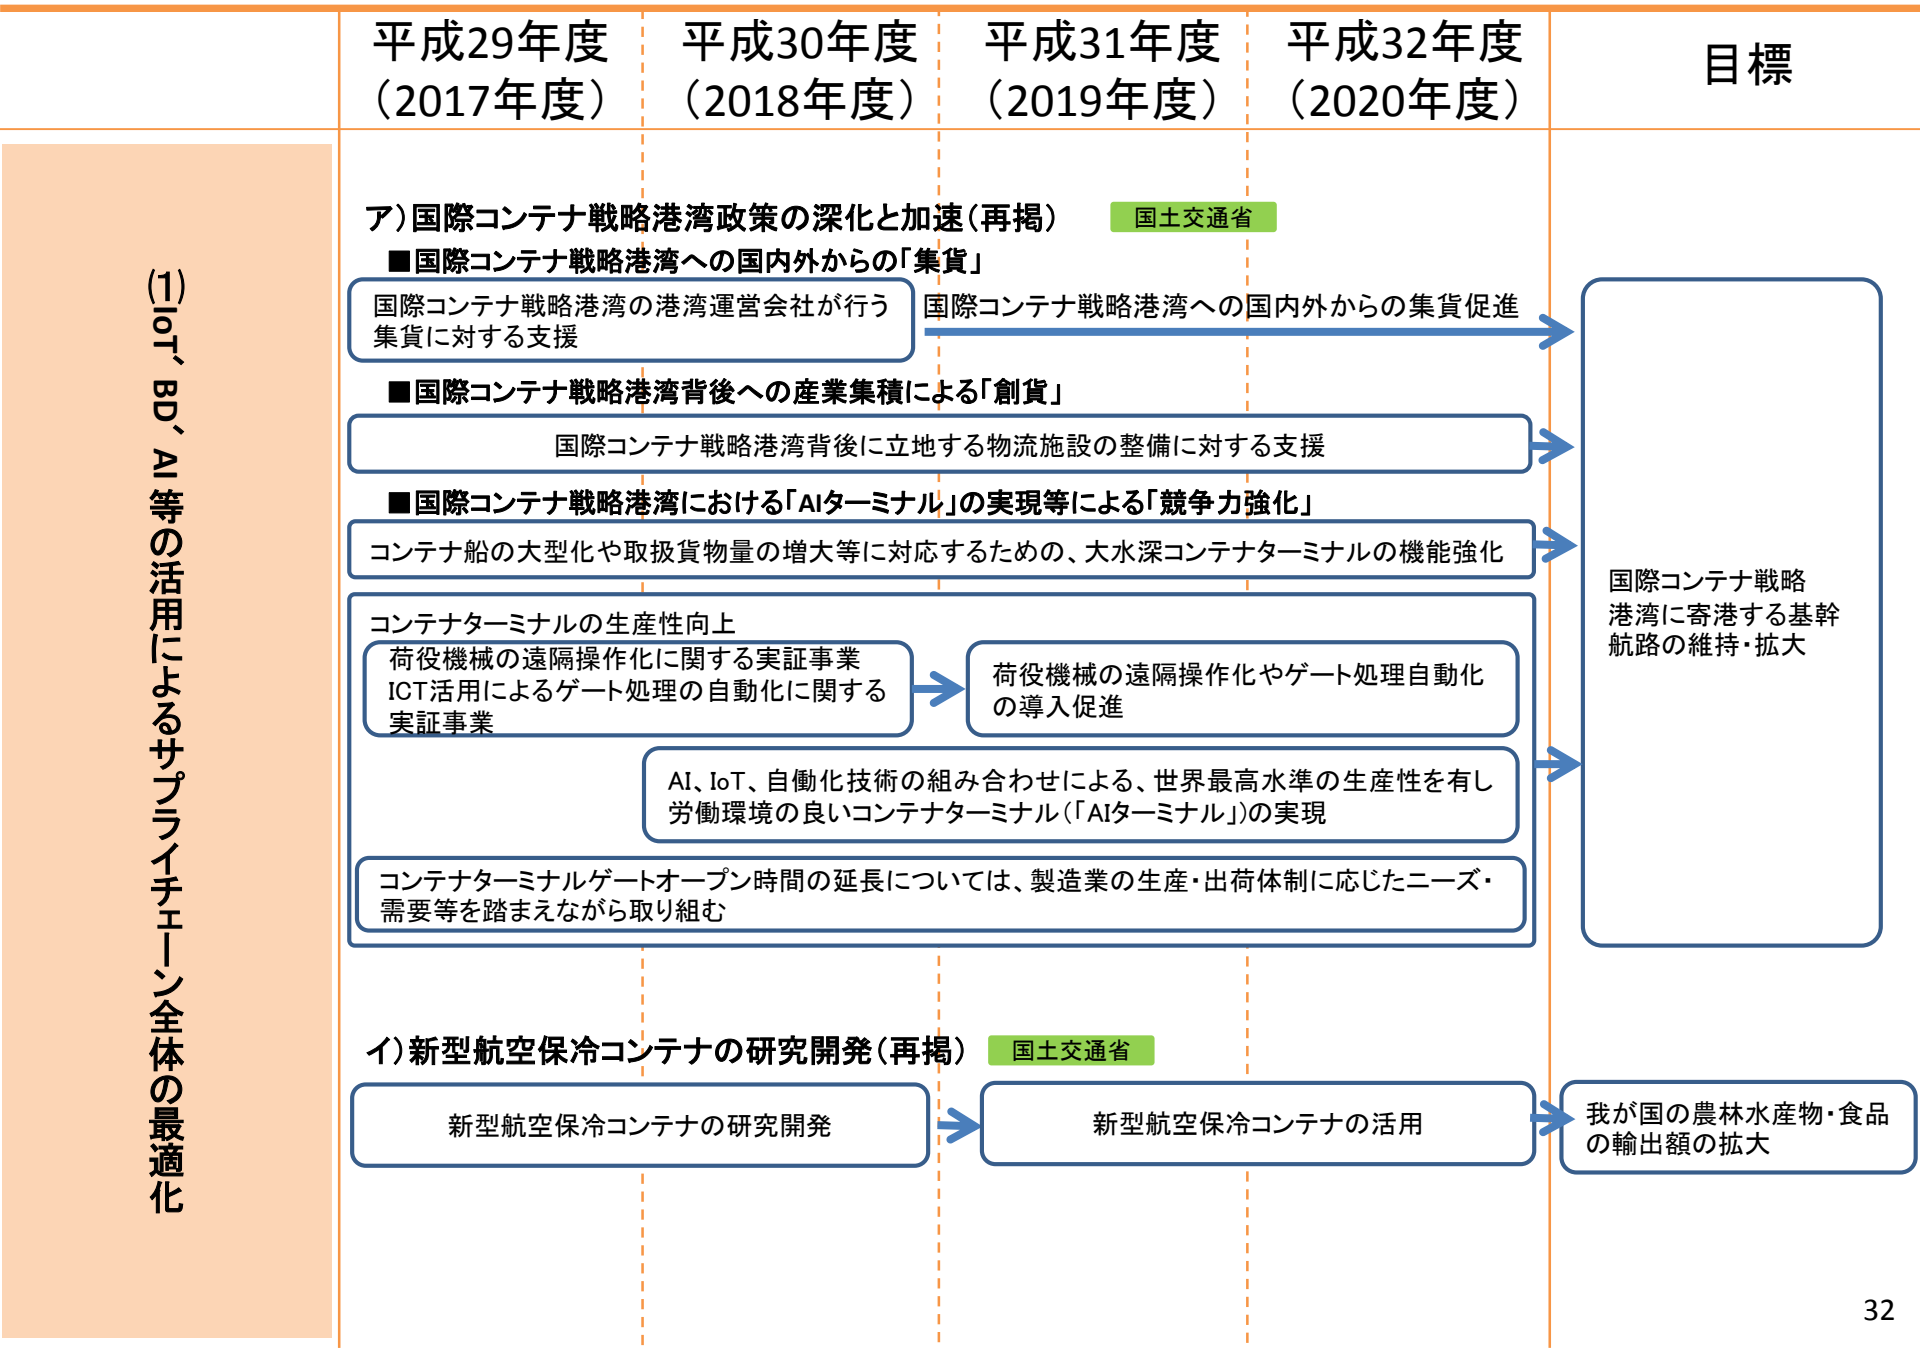 平成29年度
（2017年度）
平成30年度
（2018年度）
平成31年度
（2019年度）
平成32年度
（2020年度）
目標
(1)IoT、BD、AI 等の活用によるサプライチェーン全体の最適化
ア）国際コンテナ戦略港湾政策の深化と加速（再掲）
国土交通省
■国際コンテナ戦略港湾への国内外からの「集貨」
国際コンテナ戦略港湾の港湾運営会社が行う
集貨に対する支援
国際コンテナ戦略港湾への国内外からの集貨促進
■国際コンテナ戦略港湾背後への産業集積による「創貨」
国際コンテナ戦略港湾背後に立地する物流施設の整備に対する支援
■国際コンテナ戦略港湾における「AIターミナル」の実現等による「競争力強化」
コンテナ船の大型化や取扱貨物量の増大等に対応するための、大水深コンテナターミナルの機能強化
コンテナターミナルの生産性向上
荷役機械の遠隔操作化に関する実証事業
ICT活用によるゲート処理の自動化に関する
実証事業
荷役機械の遠隔操作化やゲート処理自動化
の導入促進
AI、IoT、自働化技術の組み合わせによる、世界最高水準の生産性を有し
労働環境の良いコンテナターミナル（「AIターミナル」）の実現
コンテナターミナルゲートオープン時間の延長については、製造業の生産・出荷体制に応じたニーズ・
需要等を踏まえながら取り組む
国際コンテナ戦略
港湾に寄港する基幹
航路の維持・拡大
イ）新型航空保冷コンテナの研究開発（再掲）
国土交通省
新型航空保冷コンテナの研究開発
新型航空保冷コンテナの活用
我が国の農林水産物・食品
の輸出額の拡大
32